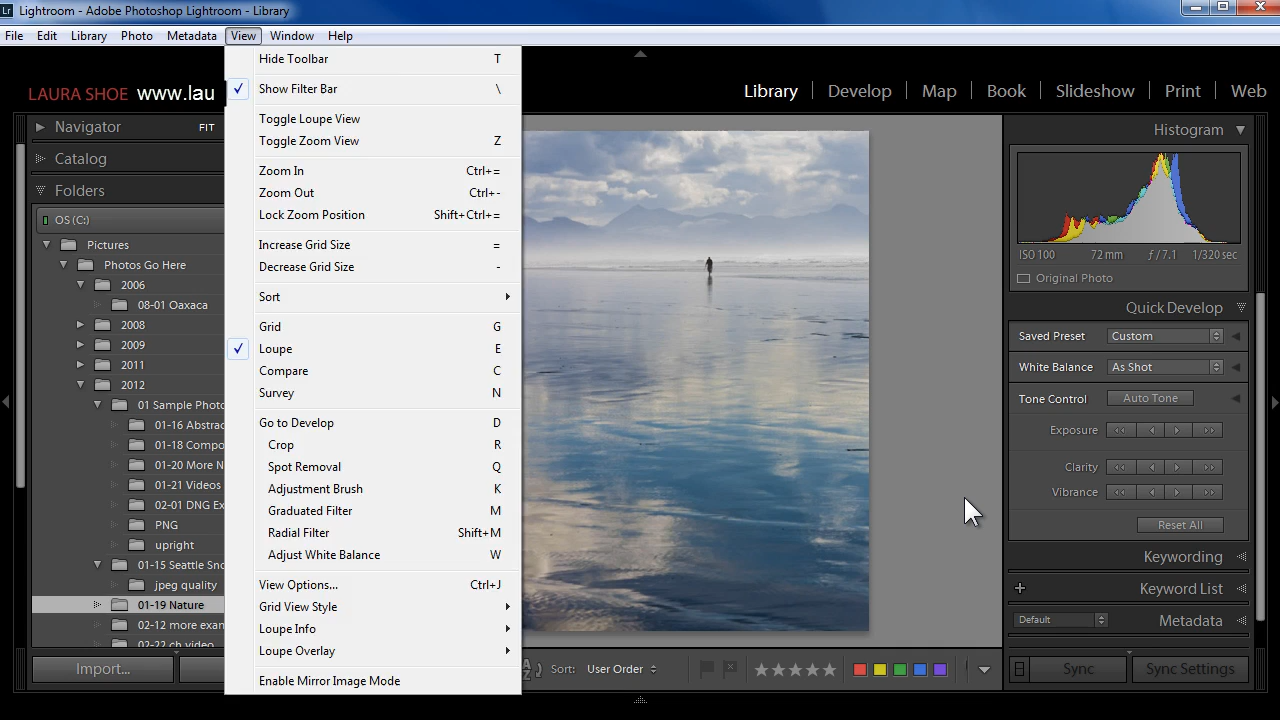 Lr Lightroom - Adobe Photoshop Lightroom - Library
File Edit Library Photo Metadata View Window Help
LAURA SHOE www.lau
Library Develop Map Book Slideshow Print Web
Navigator FIT
Catalog
Folders
OS (C:)
Pictures
Photos Go Here
2006
08-01 Oaxaca
2008
2009
2011
2012
01 Sample Photo
01-16 Abstrac
01-18 Compo
01-20 More N
01-21 Videos
02-01 DNG Ex
PNG
upright
01-15 Seattle Sno
jpeg quality
01-19 Nature
02-12 more exan
02-22 ch video
Import...
Hide Toolbar T
Show Filter Bar \
Toggle Loupe View
Toggle Zoom View Z
Zoom In Ctrl+=
Zoom Out Ctrl+-
Lock Zoom Position Shift+Ctrl+=
Increase Grid Size =
Decrease Grid Size -
Sort
Grid G
Loupe E
Compare C
Survey N
Go to Develop D
Crop R
Spot Removal Q
Adjustment Brush K
Graduated Filter M
Radial Filter Shift+M
Adjust White Balance W
View Options... Ctrl+J
Grid View Style
Loupe Info
Loupe Overlay
Enable Mirror Image Mode
Sort: User Order
Histogram
ISO 100 72 mm ƒ / 7.1 1/320 sec
Original Photo
Quick Develop
Saved Preset Custom
White Balance As Shot
Tone Control Auto Tone
Exposure
Clarity
Vibrance
Reset All
Keywording
Keyword List
Default Metadata
Sync Sync Settings